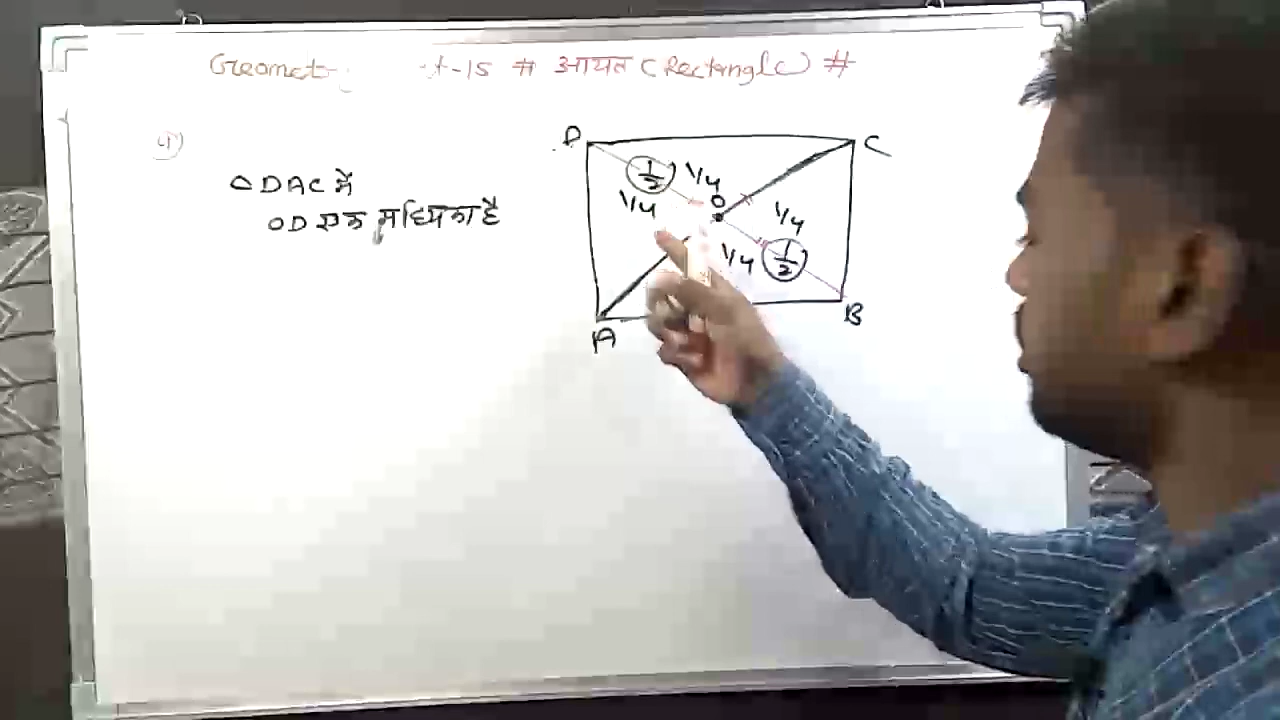 t-15 # आयत (Rectangle) #
4)
△DAC में
OD एक माध्यिका है
D
C
1/2
1/4
1/4
O
1/4
1/4
1/2
A
B